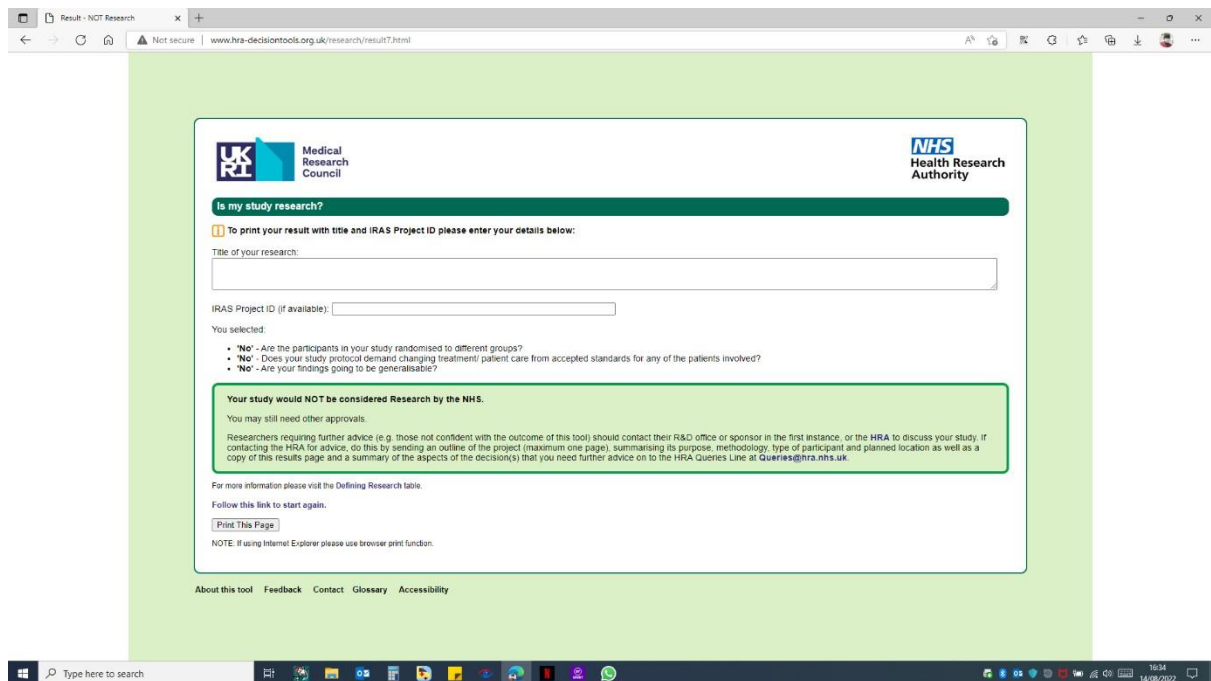 Result - NOT Research
Not secure | www.hra-decisiontools.org.uk/research/result7.html
UK
RI
Medical
Research
Council
NHS
Health Research
Authority
Is my study research?
To print your result with title and IRAS Project ID please enter your details below:
Title of your research:
IRAS Project ID (if available):
You selected:
• 'No' - Are the participants in your study randomised to different groups?
• 'No' - Does your study protocol demand changing treatment/ patient care from accepted standards for any of the patients involved?
• 'No' - Are your findings going to be generalisable?
Your study would NOT be considered Research by the NHS.
You may still need other approvals.
Researchers requiring further advice (e.g. those not confident with the outcome of this tool) should contact their R&D office or sponsor in the first instance, or the HRA to discuss your study. If
contacting the HRA for advice, do this by sending an outline of the project (maximum one page), summarising its purpose, methodology, type of participant and planned location as well as a
copy of this results page and a summary of the aspects of the decision(s) that you need further advice on to the HRA Queries Line at Queries@hra.nhs.uk.
For more information please visit the Defining Research table.
Follow this link to start again.
Print This Page
NOTE: If using Internet Explorer please use browser print function.
About this tool Feedback Contact Glossary Accessibility
Type here to search
16:34
14/08/2022